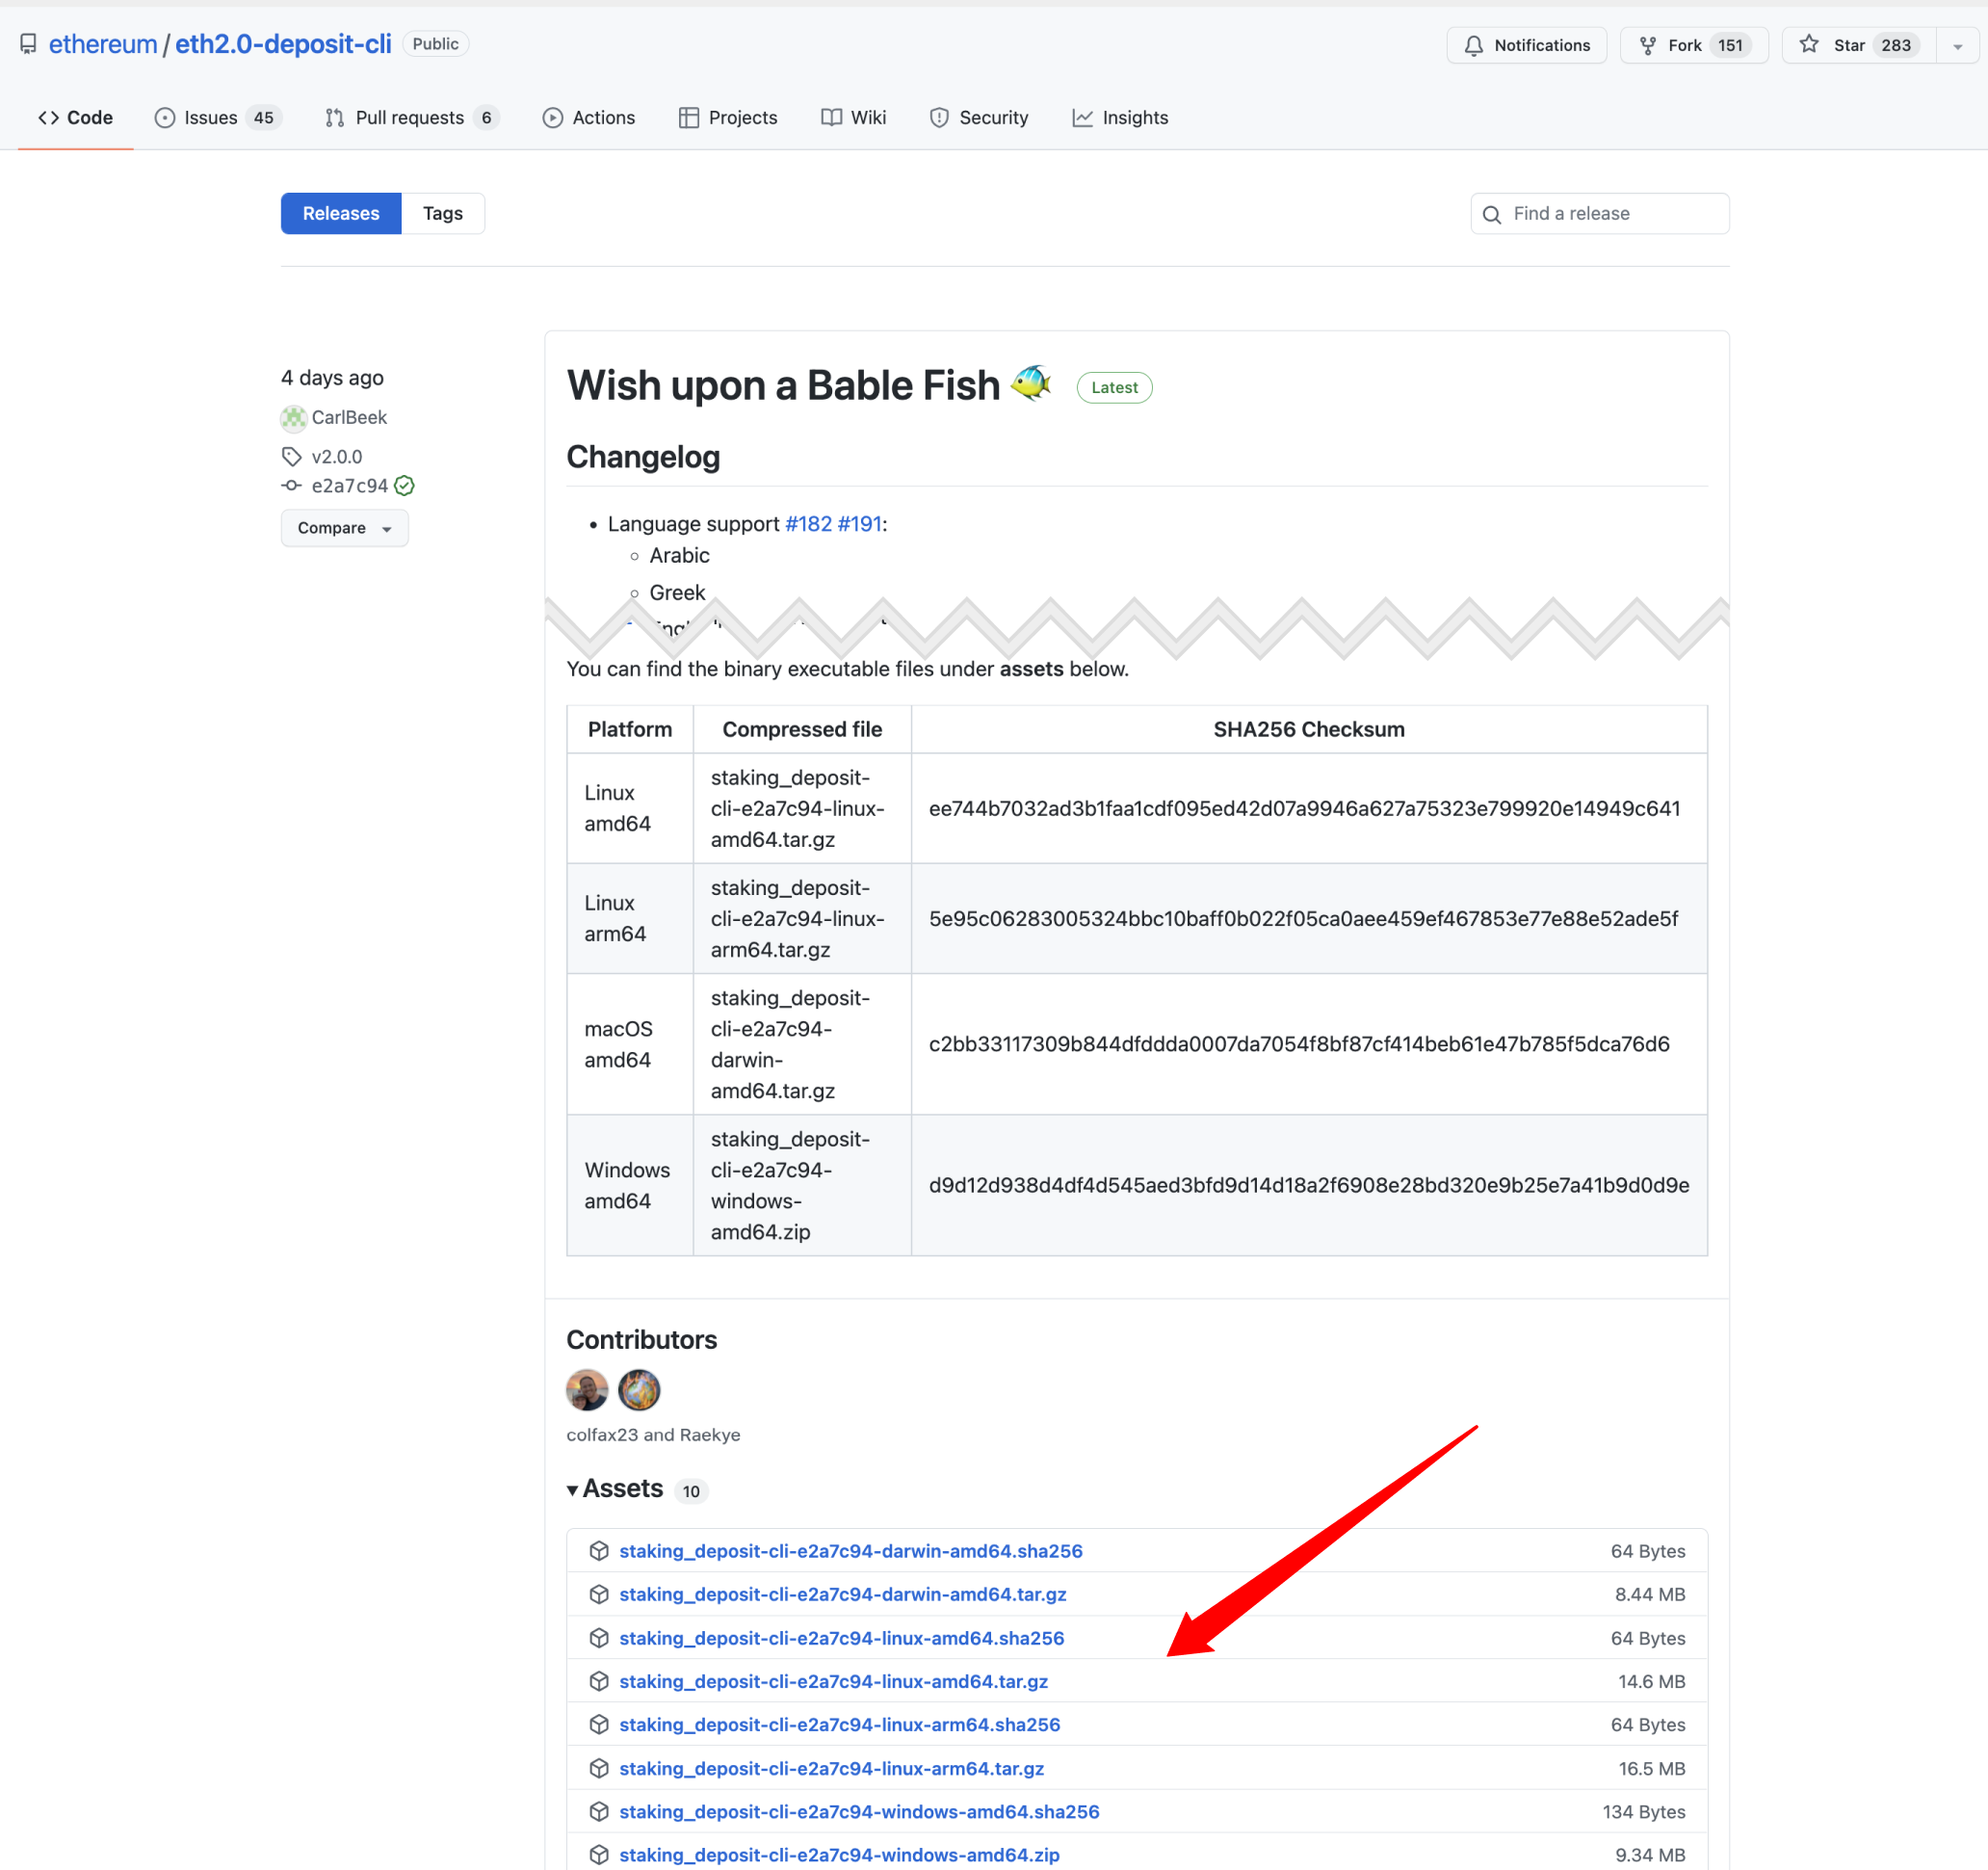 ethereum / eth2.0-deposit-cli Public
Notifications Fork 151 Star 283
Code Issues 45 Pull requests 6 Actions Projects Wiki Security Insights
Releases Tags Find a release
4 days ago
CarlBeek
v2.0.0
e2a7c94
Compare
Wish upon a Bable Fish 🐠 Latest
Changelog
• Language support #182 #191:
◦ Arabic
◦ Greek
You can find the binary executable files under assets below.
Platform Compressed file SHA256 Checksum
Linux amd64 staking_deposit-cli-e2a7c94-linux-amd64.tar.gz ee744b7032ad3b1faa1cdf095ed42d07a9946a627a75323e799920e14949c641
Linux arm64 staking_deposit-cli-e2a7c94-linux-arm64.tar.gz 5e95c06283005324bbc10baff0b022f05ca0aee459ef467853e77e88e52ade5f
macOS amd64 staking_deposit-cli-e2a7c94-darwin-amd64.tar.gz c2bb33117309b844dfddda0007da7054f8bf87cf414beb61e47b785f5dca76d6
Windows amd64 staking_deposit-cli-e2a7c94-windows-amd64.zip d9d12d938d4df4d545aed3bfd9d14d18a2f6908e28bd320e9b25e7a41b9d0d9e
Contributors
colfax23 and Raekye
Assets 10
staking_deposit-cli-e2a7c94-darwin-amd64.sha256 64 Bytes
staking_deposit-cli-e2a7c94-darwin-amd64.tar.gz 8.44 MB
staking_deposit-cli-e2a7c94-linux-amd64.sha256 64 Bytes
staking_deposit-cli-e2a7c94-linux-amd64.tar.gz 14.6 MB
staking_deposit-cli-e2a7c94-linux-arm64.sha256 64 Bytes
staking_deposit-cli-e2a7c94-linux-arm64.tar.gz 16.5 MB
staking_deposit-cli-e2a7c94-windows-amd64.sha256 134 Bytes
staking_deposit-cli-e2a7c94-windows-amd64.zip 9.34 MB